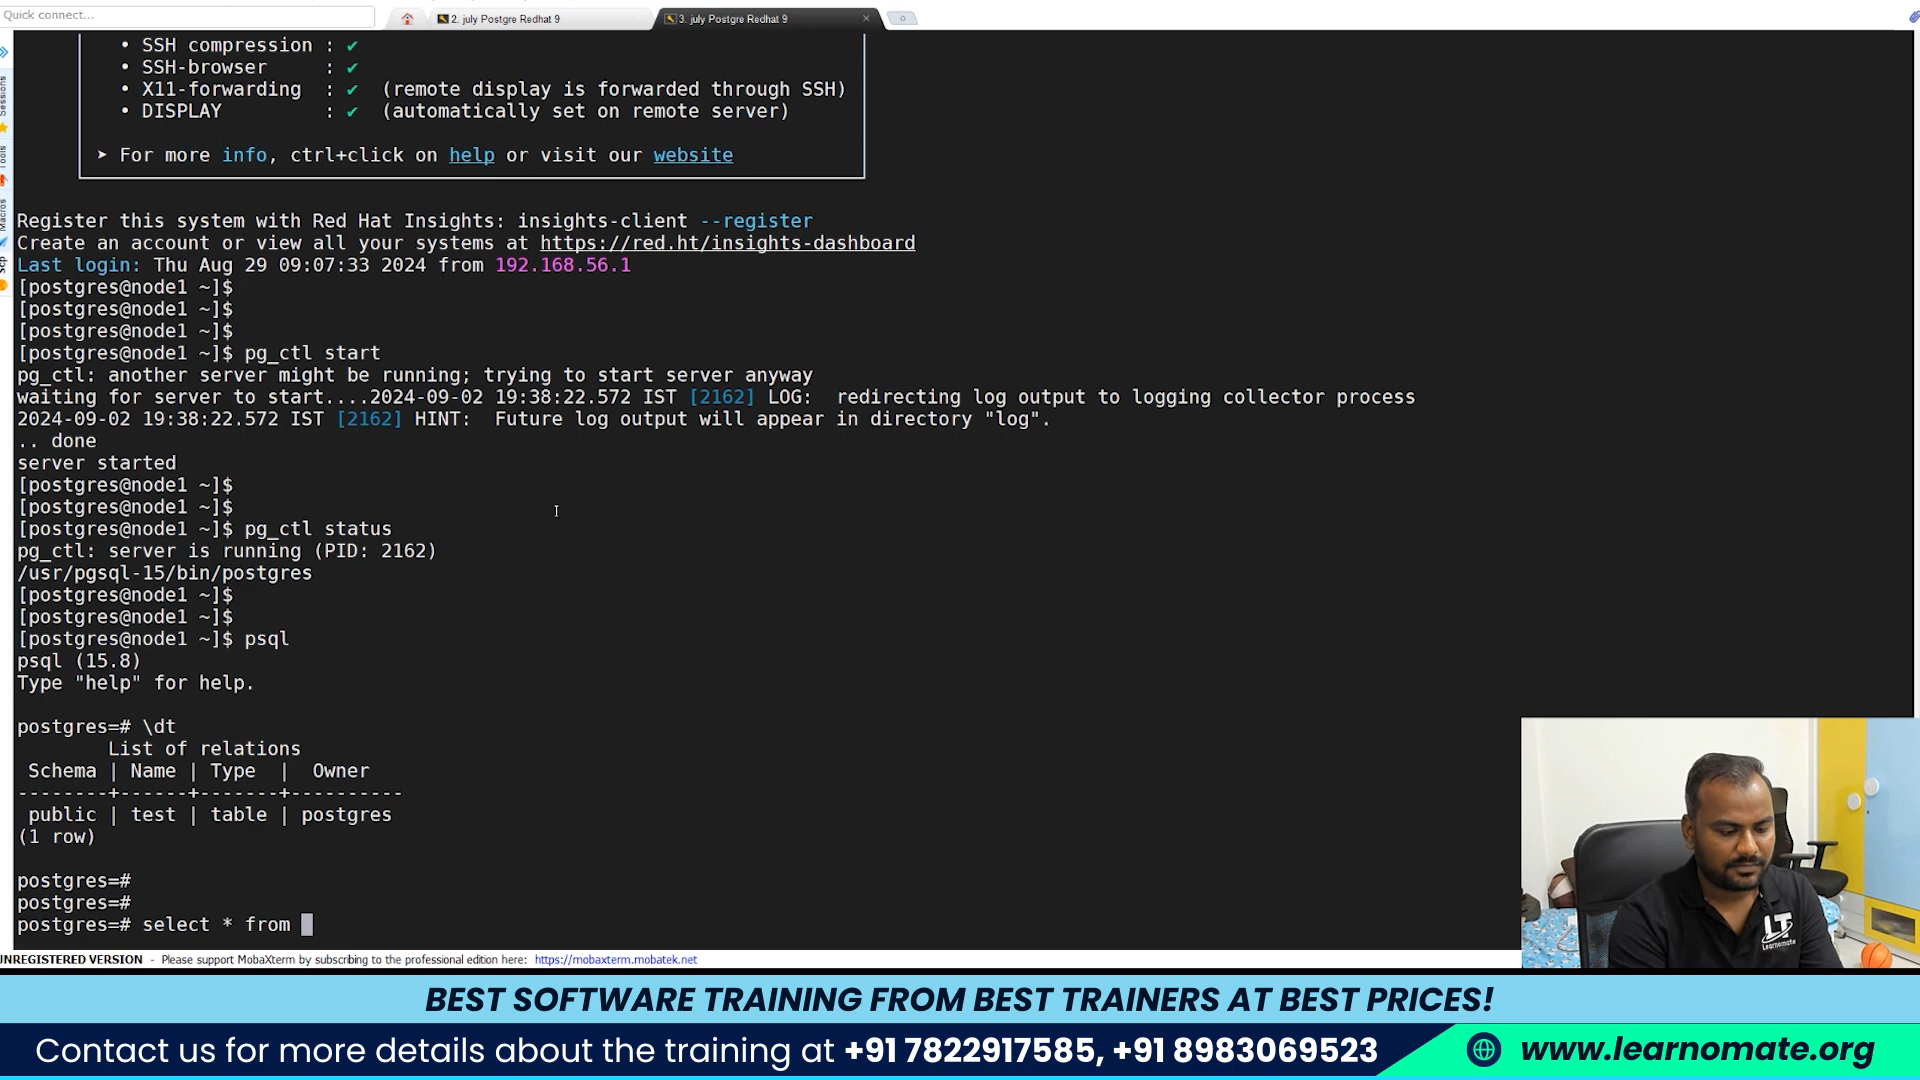 Quick connect...
2. july Postgre Redhat 9
3. july Postgre Redhat 9
Sessions
Tools
Macros
Scp
• SSH compression : ✔
• SSH-browser : ✔
• X11-forwarding : ✔ (remote display is forwarded through SSH)
• DISPLAY : ✔ (automatically set on remote server)
➤ For more info, ctrl+click on help or visit our website
Register this system with Red Hat Insights: insights-client --register
Create an account or view all your systems at https://red.ht/insights-dashboard
Last login: Thu Aug 29 09:07:33 2024 from 192.168.56.1
[postgres@node1 ~]$
[postgres@node1 ~]$
[postgres@node1 ~]$
[postgres@node1 ~]$ pg_ctl start
pg_ctl: another server might be running; trying to start server anyway
waiting for server to start....2024-09-02 19:38:22.572 IST [2162] LOG:  redirecting log output to logging collector process
2024-09-02 19:38:22.572 IST [2162] HINT:  Future log output will appear in directory "log".
.. done
server started
[postgres@node1 ~]$
[postgres@node1 ~]$
[postgres@node1 ~]$ pg_ctl status
pg_ctl: server is running (PID: 2162)
/usr/pgsql-15/bin/postgres
[postgres@node1 ~]$
[postgres@node1 ~]$
[postgres@node1 ~]$ psql
psql (15.8)
Type "help" for help.
postgres=# \dt
List of relations
Schema | Name | Type | Owner
--------+------+-------+----------
public | test | table | postgres
(1 row)
postgres=#
postgres=#
postgres=# select * from
LT
Learnomate
UNREGISTERED VERSION - Please support MobaXterm by subscribing to the professional edition here: https://mobaxterm.mobatek.net
BEST SOFTWARE TRAINING FROM BEST TRAINERS AT BEST PRICES!
Contact us for more details about the training at +91 7822917585, +91 8983069523
www.learnomate.org